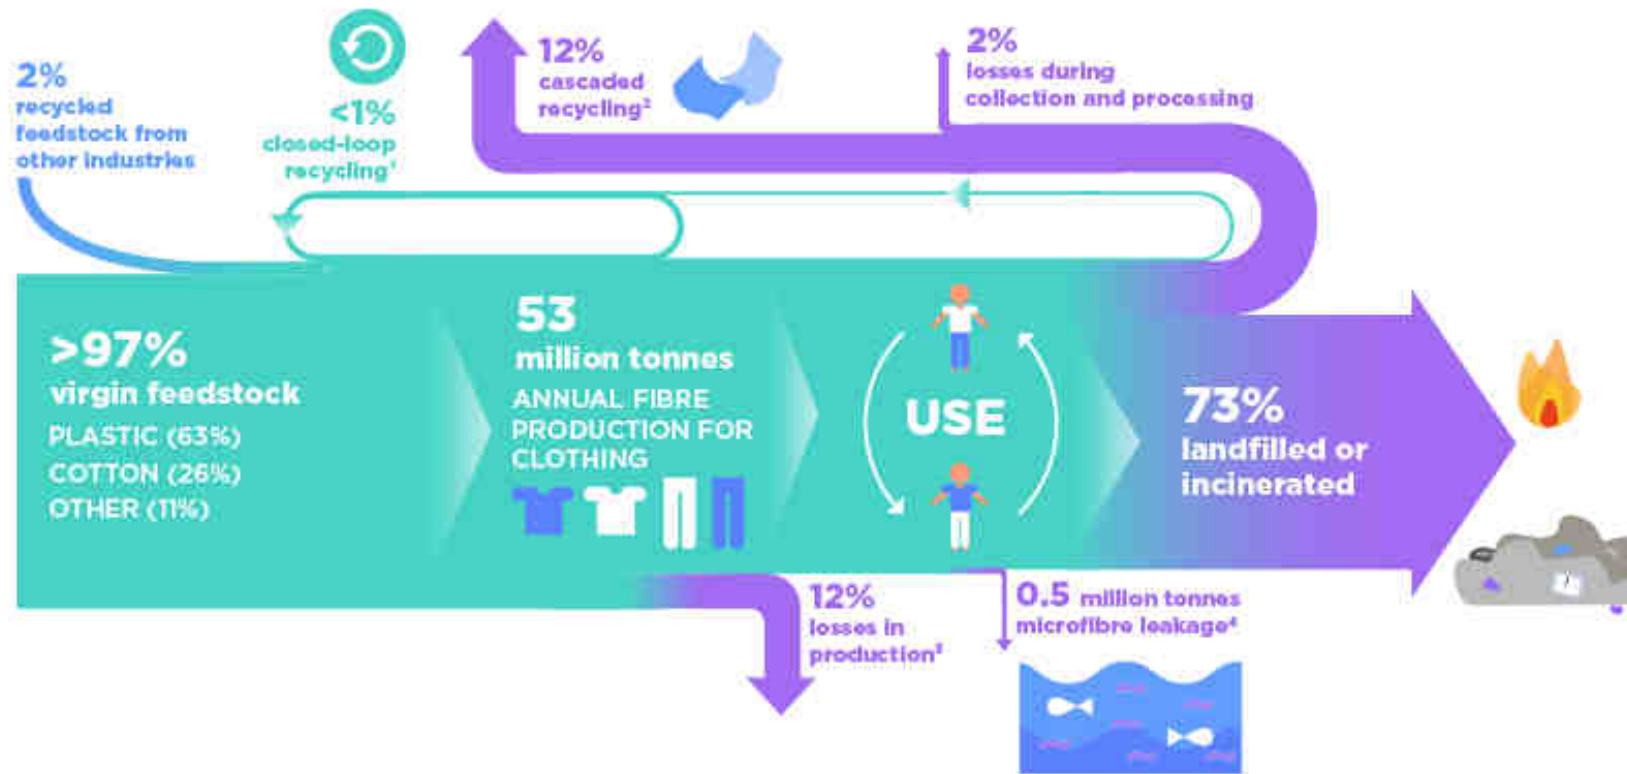 2%
recycled
feedstock from
other industries
<1%
closed-loop
recycling¹
12%
cascaded
recycling²
2%
losses during
collection and processing
>97%
virgin feedstock
PLASTIC (63%)
COTTON (26%)
OTHER (11%)
53
million tonnes
ANNUAL FIBRE
PRODUCTION FOR
CLOTHING
USE
73%
landfilled or
incinerated
12%
losses in
production³
0.5 million tonnes
microfibre leakage⁴